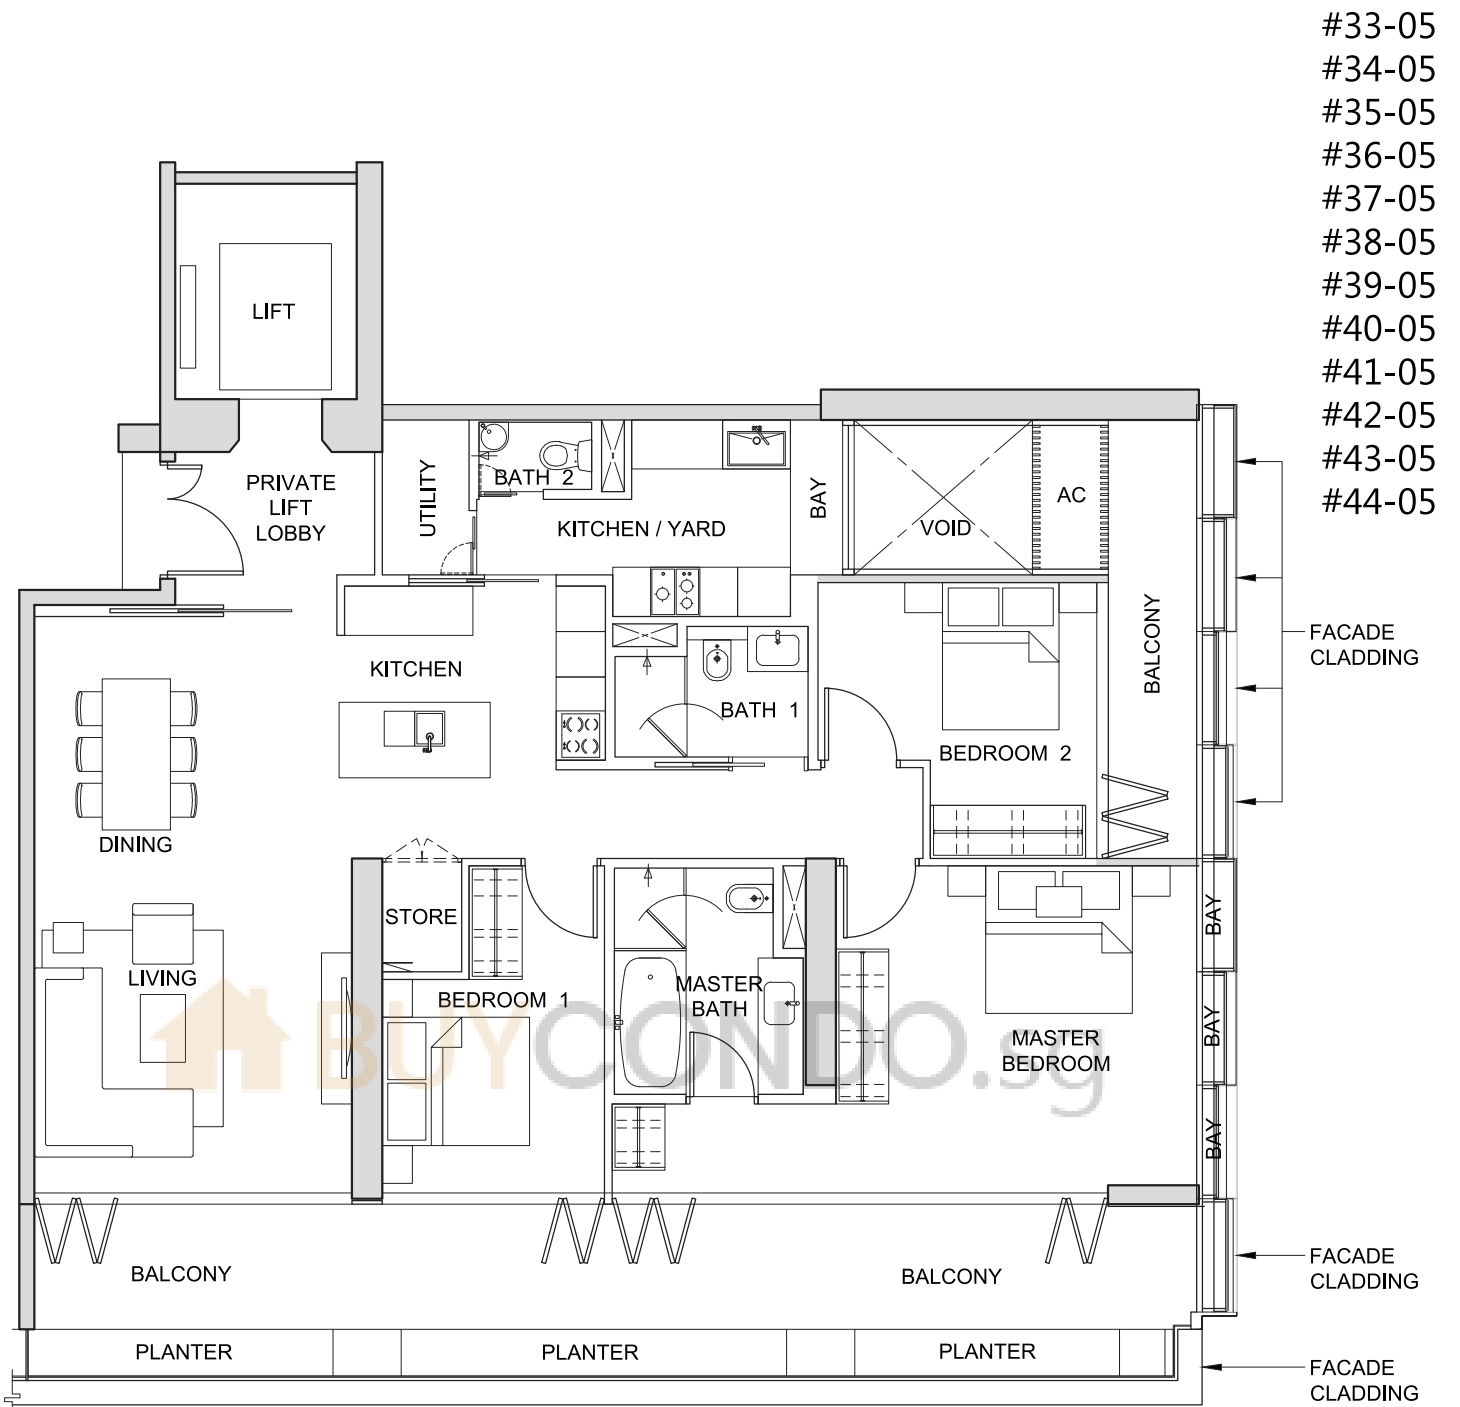 #33-05
#34-05
#35-05
#36-05
#37-05
#38-05
#39-05
#40-05
#41-05
#42-05
#43-05
#44-05
LIFT
PRIVATE
LIFT
LOBBY
UTILITY
BATH 2
KITCHEN / YARD
BAY
VOID
AC
BALCONY
FACADE
CLADDING
KITCHEN
BATH 1
BEDROOM 2
DINING
STORE
LIVING
BEDROOM 1
MASTER
BATH
MASTER
BEDROOM
BAY
BAY
BAY
BUYCONDO.sg
BALCONY
BALCONY
FACADE
CLADDING
PLANTER
PLANTER
PLANTER
FACADE
CLADDING